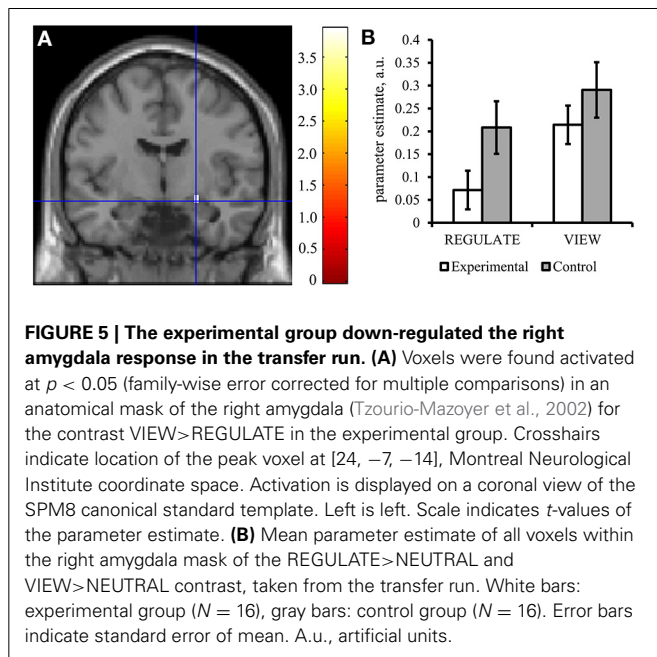 A
3.5
3
2.5
2
1.5
1
0.5
0
B
parameter estimate, a.u.
0.4
0.35
0.3
0.25
0.2
0.15
0.1
0.05
0
REGULATE VIEW
Experimental Control
FIGURE 5 | The experimental group down-regulated the right
amygdala response in the transfer run. (A) Voxels were found activated
at p < 0.05 (family-wise error corrected for multiple comparisons) in an
anatomical mask of the right amygdala (Tzourio-Mazoyer et al., 2002) for
the contrast VIEW>REGULATE in the experimental group. Crosshairs
indicate location of the peak voxel at [24, −7, −14], Montreal Neurological
Institute coordinate space. Activation is displayed on a coronal view of the
SPM8 canonical standard template. Left is left. Scale indicates t-values of
the parameter estimate. (B) Mean parameter estimate of all voxels within
the right amygdala mask of the REGULATE>NEUTRAL and
VIEW>NEUTRAL contrast, taken from the transfer run. White bars:
experimental group (N = 16), gray bars: control group (N = 16). Error bars
indicate standard error of mean. A.u., artificial units.